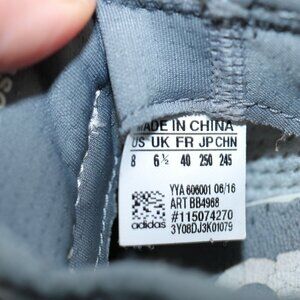 MADE IN CHINA
US UK FR JP CHN
8 6½ 40 250 245
YYA 606001 06/16
ART BB4968
#115074270
adidas 3Y08DJ3K01079